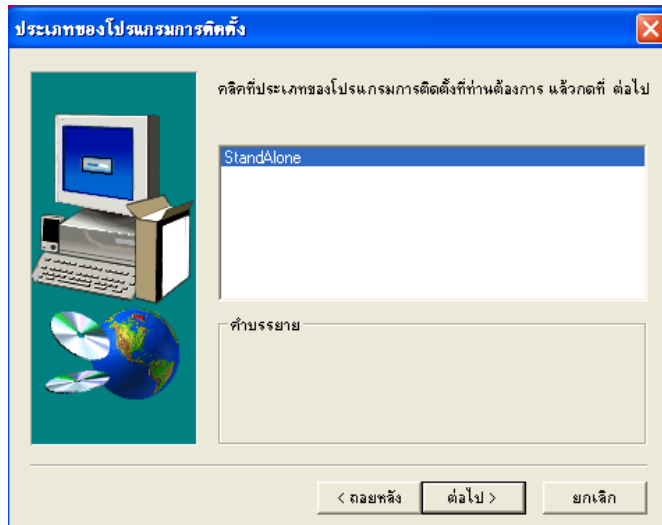 ประเภทของโปรแกรมการติดตั้ง
คลิคที่ประเภทของโปรแกรมการติดตั้งที่ท่านต้องการ แล้วกดที่ ต่อไป
StandAlone
คำบรรยาย
< ถอยหลัง
ต่อไป >
ยกเลิก